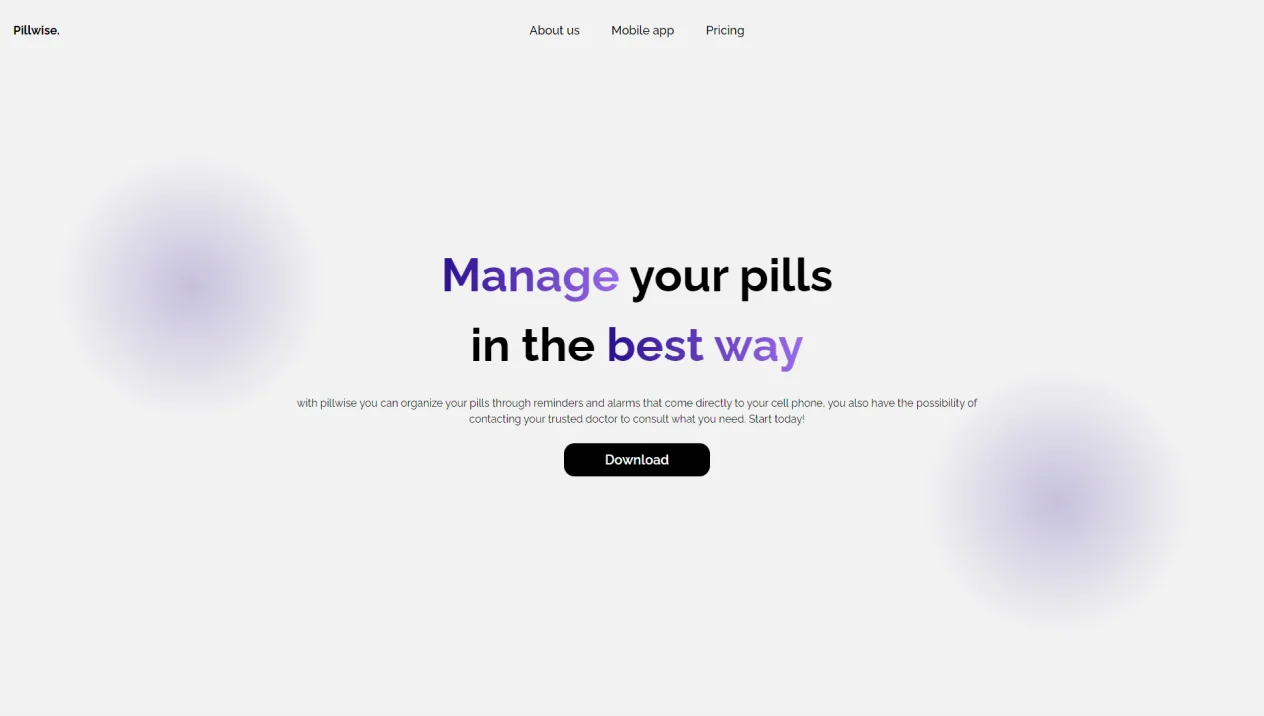 Pillwise.
About us
Mobile app
Pricing
Manage your pills
in the best way
with pillwise you can organize your pills through reminders and alarms that come directly to your cell phone, you also have the possibility of
contacting your trusted doctor to consult what you need. Start today!
Download